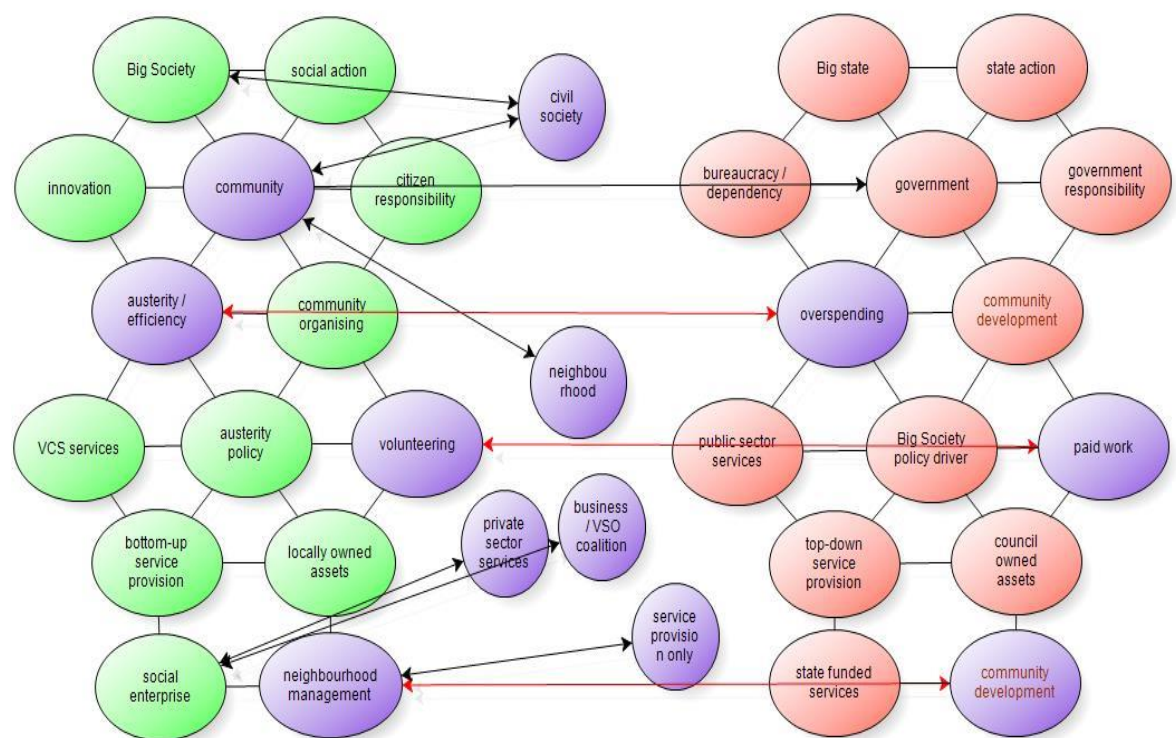 Big Society
social action
civil
society
Big state
state action
innovation
community
citizen
responsibility
bureaucracy /
dependency
government
government
responsibility
austerity /
efficiency
community
organising
overspending
community
development
neighbou
rhood
VCS services
austerity
policy
volunteering
public sector
services
Big Society
policy driver
paid work
private
sector
services
business
/ VSO
coalition
bottom-up
service
provision
locally owned
assets
top-down
service
provision
council
owned
assets
service
provisio
n only
social
enterprise
neighbourhood
management
state funded
services
community
development